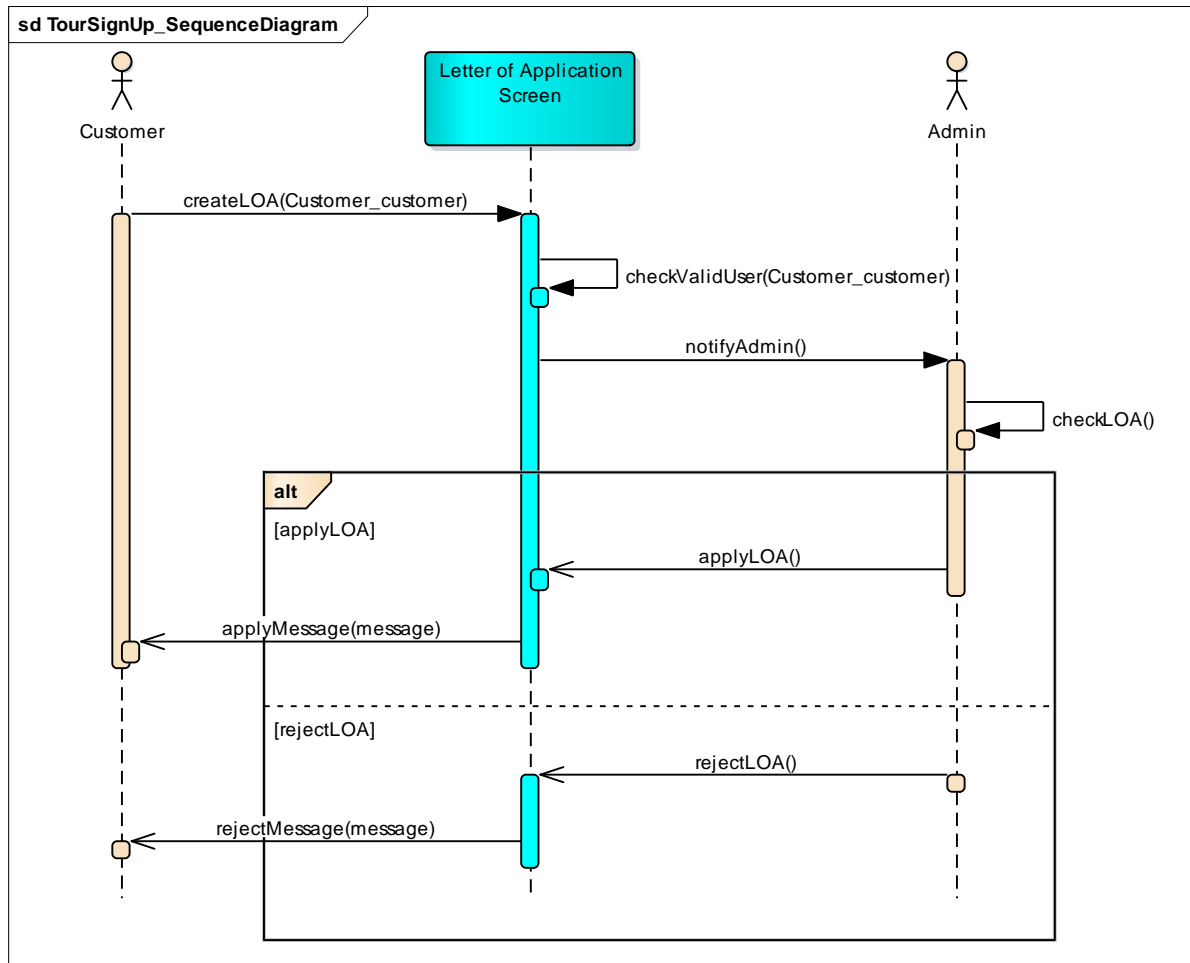 sd TourSignUp_SequenceDiagram
Customer
Letter of Application
Screen
Admin
createLOA(Customer_customer)
checkValidUser(Customer_customer)
notifyAdmin()
checkLOA()
alt
[applyLOA]
applyLOA()
applyMessage(message)
[rejectLOA]
rejectLOA()
rejectMessage(message)